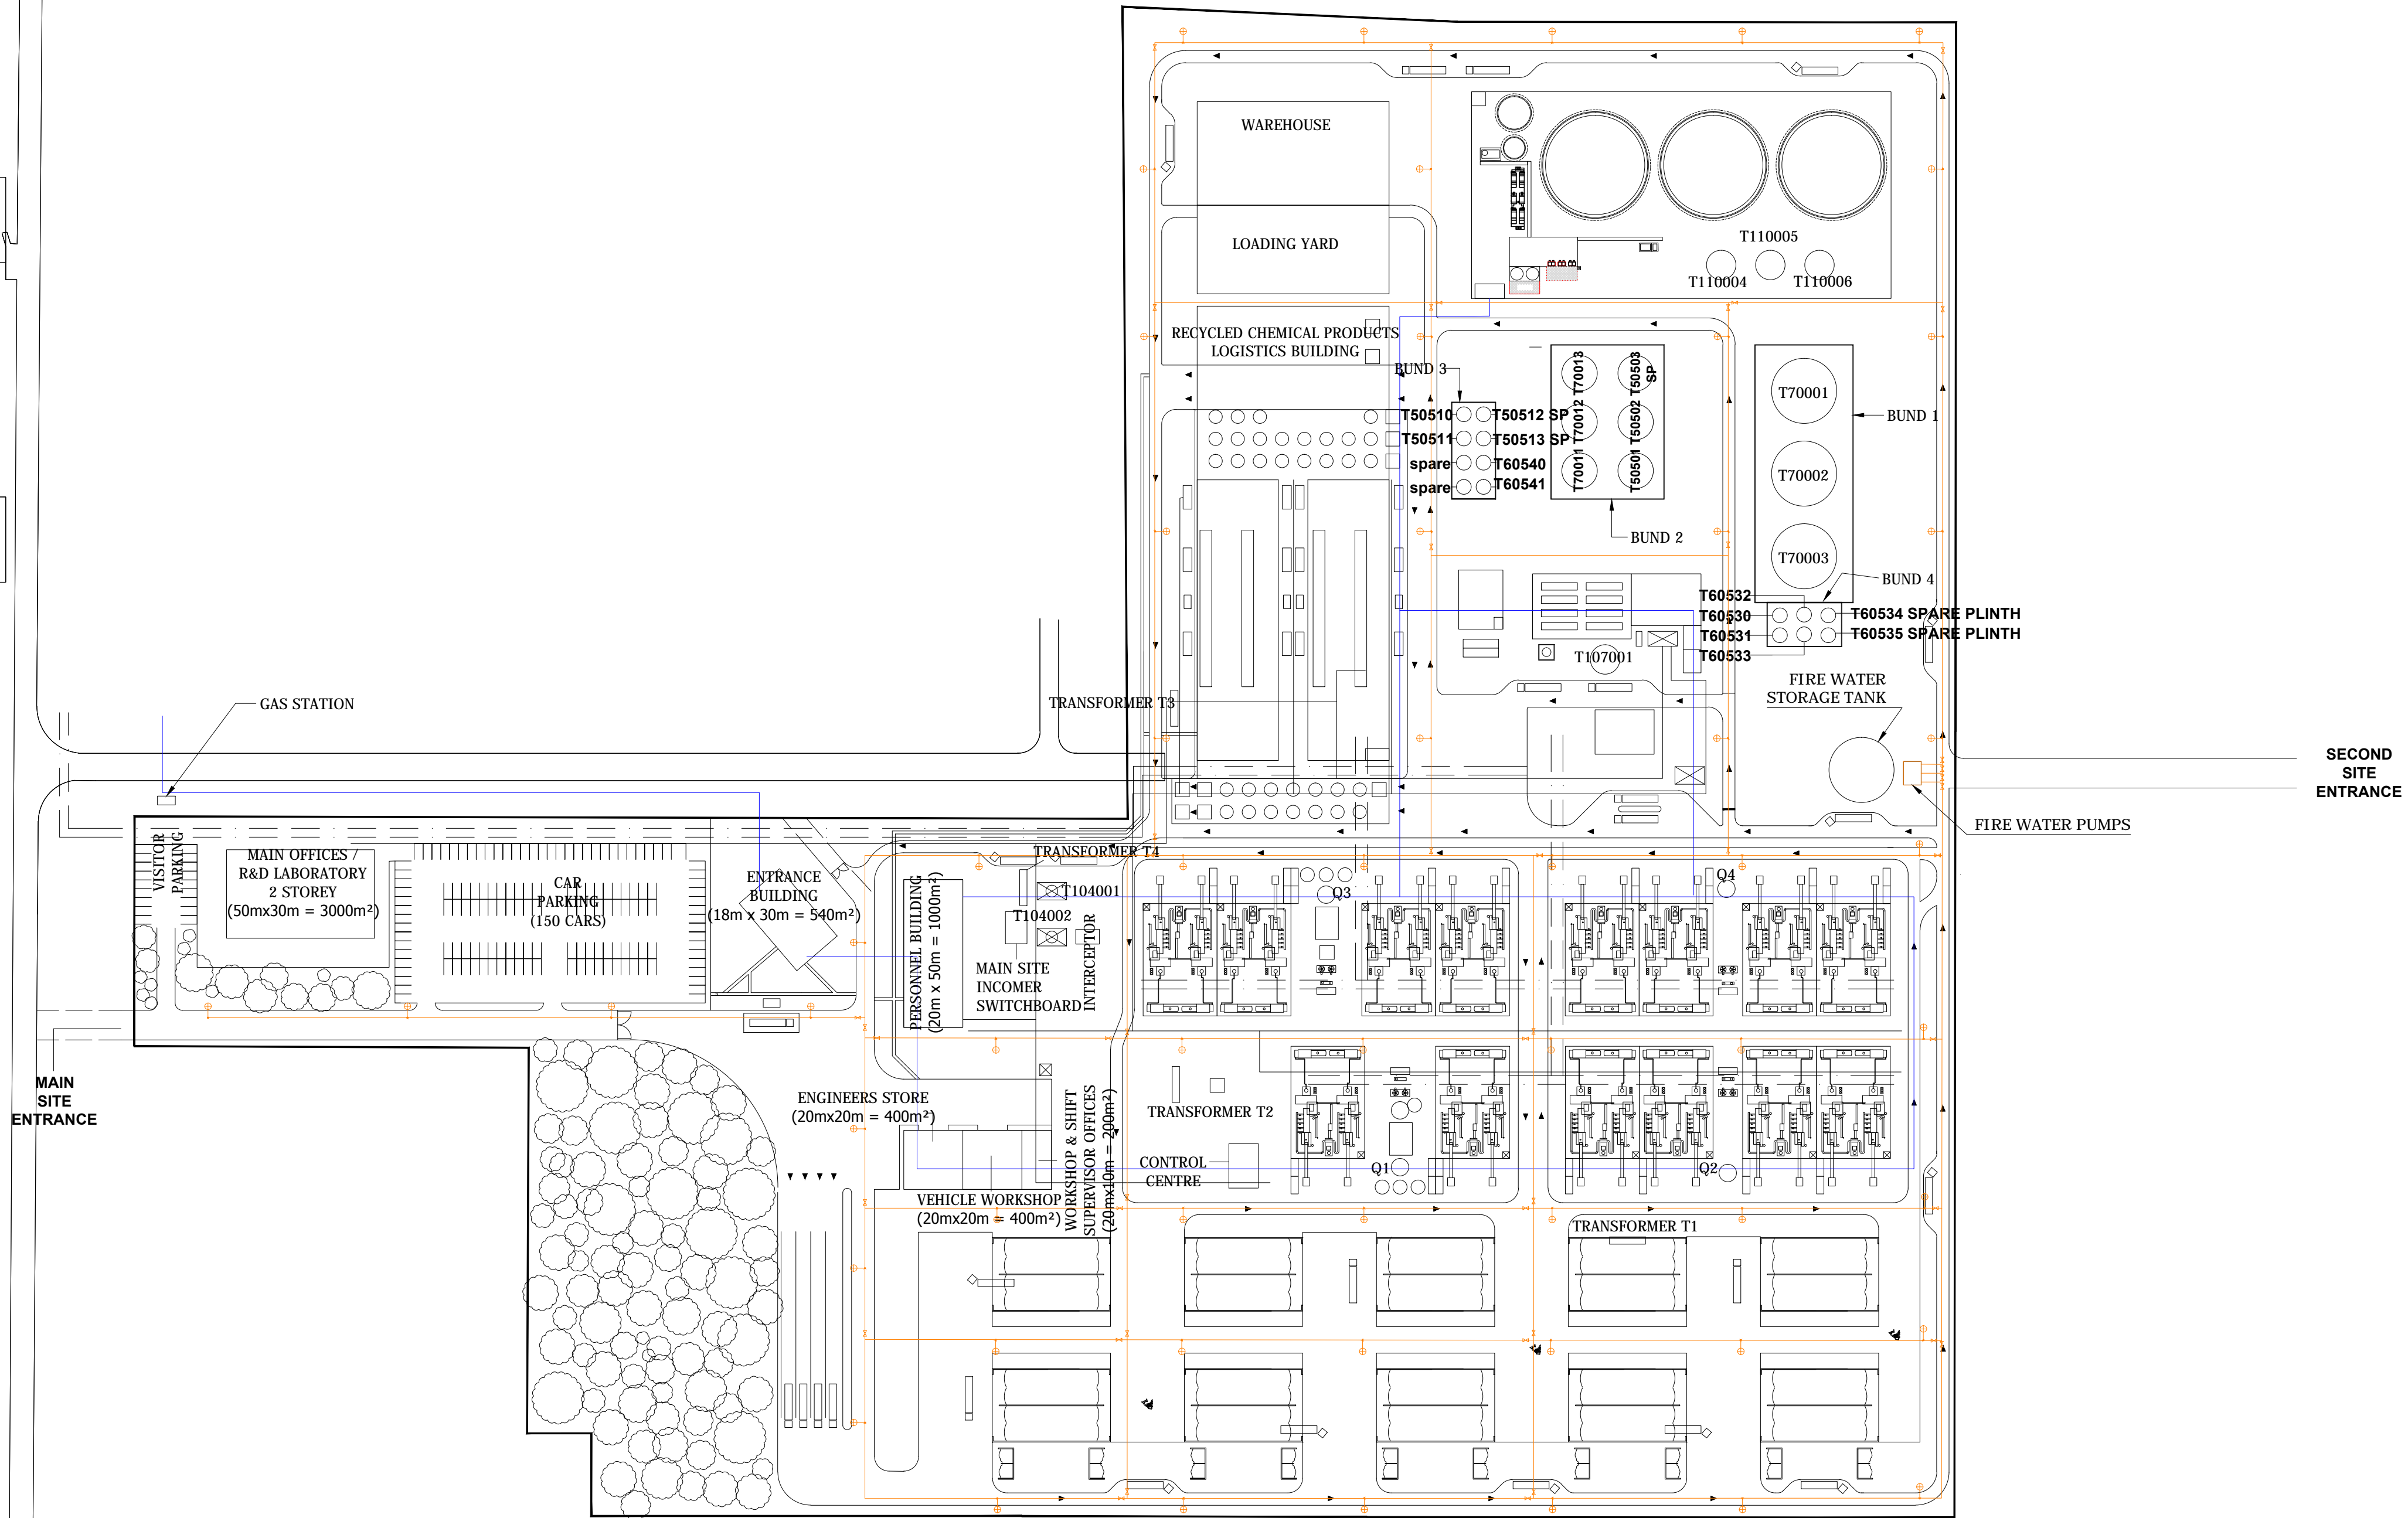 WAREHOUSE
LOADING YARD
T110005
T110004
T110006
RECYCLED CHEMICAL PRODUCTS
LOGISTICS BUILDING
BUND 3
T50510
T50512 SP
T50511
T50513 SP
spare
T60540
spare
T60541
T70013
T70012
T70011
T50503
SP
T50502
T50501
BUND 2
T70001
T70002
T70003
BUND 1
BUND 4
T60532
T60530
T60531
T60533
T60534 SPARE PLINTH
T60535 SPARE PLINTH
T107001
FIRE WATER
STORAGE TANK
FIRE WATER PUMPS
SECOND
SITE
ENTRANCE
GAS STATION
TRANSFORMER T3
VISITOR
PARKING
MAIN OFFICES /
R&D LABORATORY
2 STOREY
(50mx30m = 3000m²)
CAR
PARKING
(150 CARS)
ENTRANCE
BUILDING
(18m x 30m = 540m²)
PERSONNEL BUILDING
(20m x 50m = 1000m²)
TRANSFORMER T4
T104001
T104002
MAIN SITE
INCOMER
SWITCHBOARD
INTERCEPTOR
Q3
Q4
MAIN
SITE
ENTRANCE
ENGINEERS STORE
(20mx20m = 400m²)
WORKSHOP & SHIFT
SUPERVISOR OFFICES
(20mx10m = 200m²)
VEHICLE WORKSHOP
(20mx20m = 400m²)
TRANSFORMER T2
CONTROL
CENTRE
Q1
Q2
TRANSFORMER T1